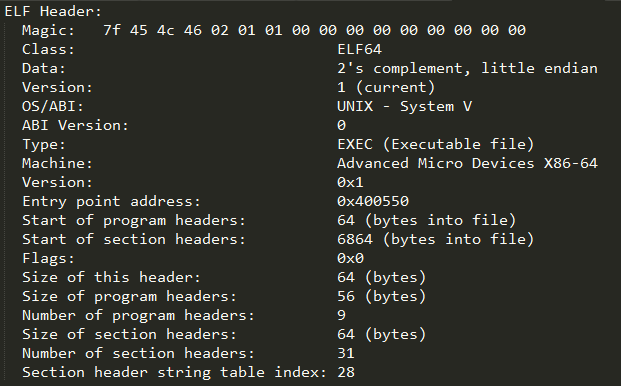 ELF Header:
Magic: 7f 45 4c 46 02 01 01 00 00 00 00 00 00 00 00 00
Class: ELF64
Data: 2's complement, little endian
Version: 1 (current)
OS/ABI: UNIX - System V
ABI Version: 0
Type: EXEC (Executable file)
Machine: Advanced Micro Devices X86-64
Version: 0x1
Entry point address: 0x400550
Start of program headers: 64 (bytes into file)
Start of section headers: 6864 (bytes into file)
Flags: 0x0
Size of this header: 64 (bytes)
Size of program headers: 56 (bytes)
Number of program headers: 9
Size of section headers: 64 (bytes)
Number of section headers: 31
Section header string table index: 28